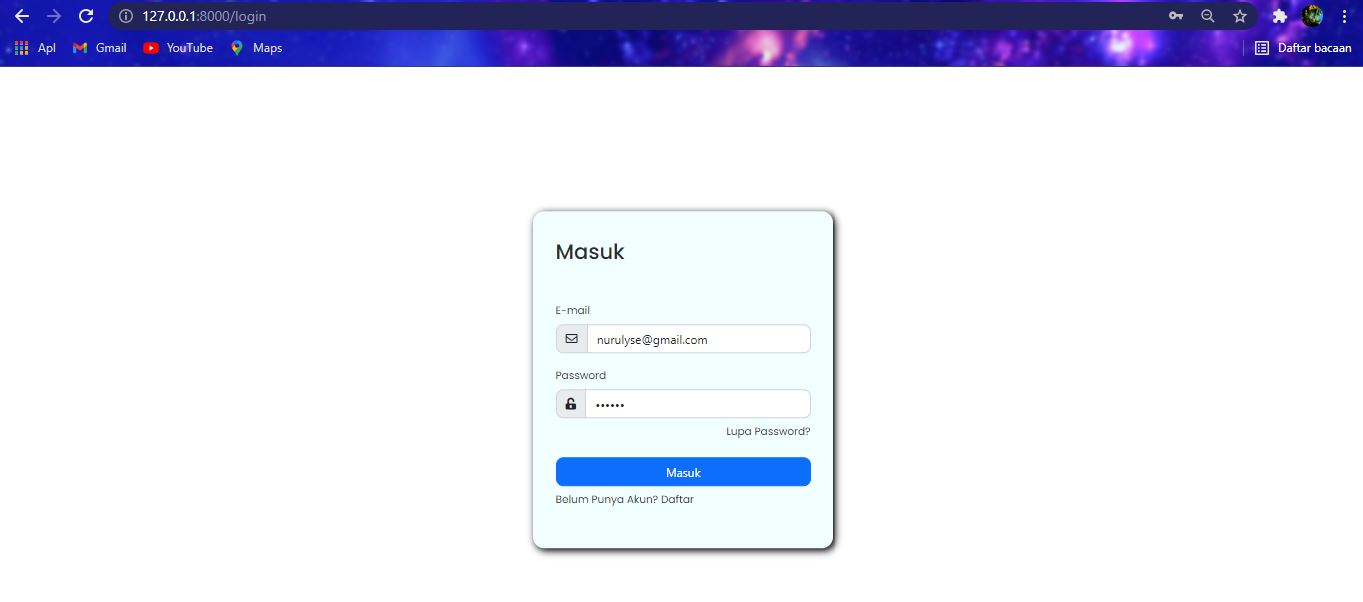 127.0.0.1:8000/login
Apl Gmail YouTube Maps Daftar bacaan
Masuk
E-mail
nurulyse@gmail.com
Password
••••••
Lupa Password?
Masuk
Belum Punya Akun? Daftar